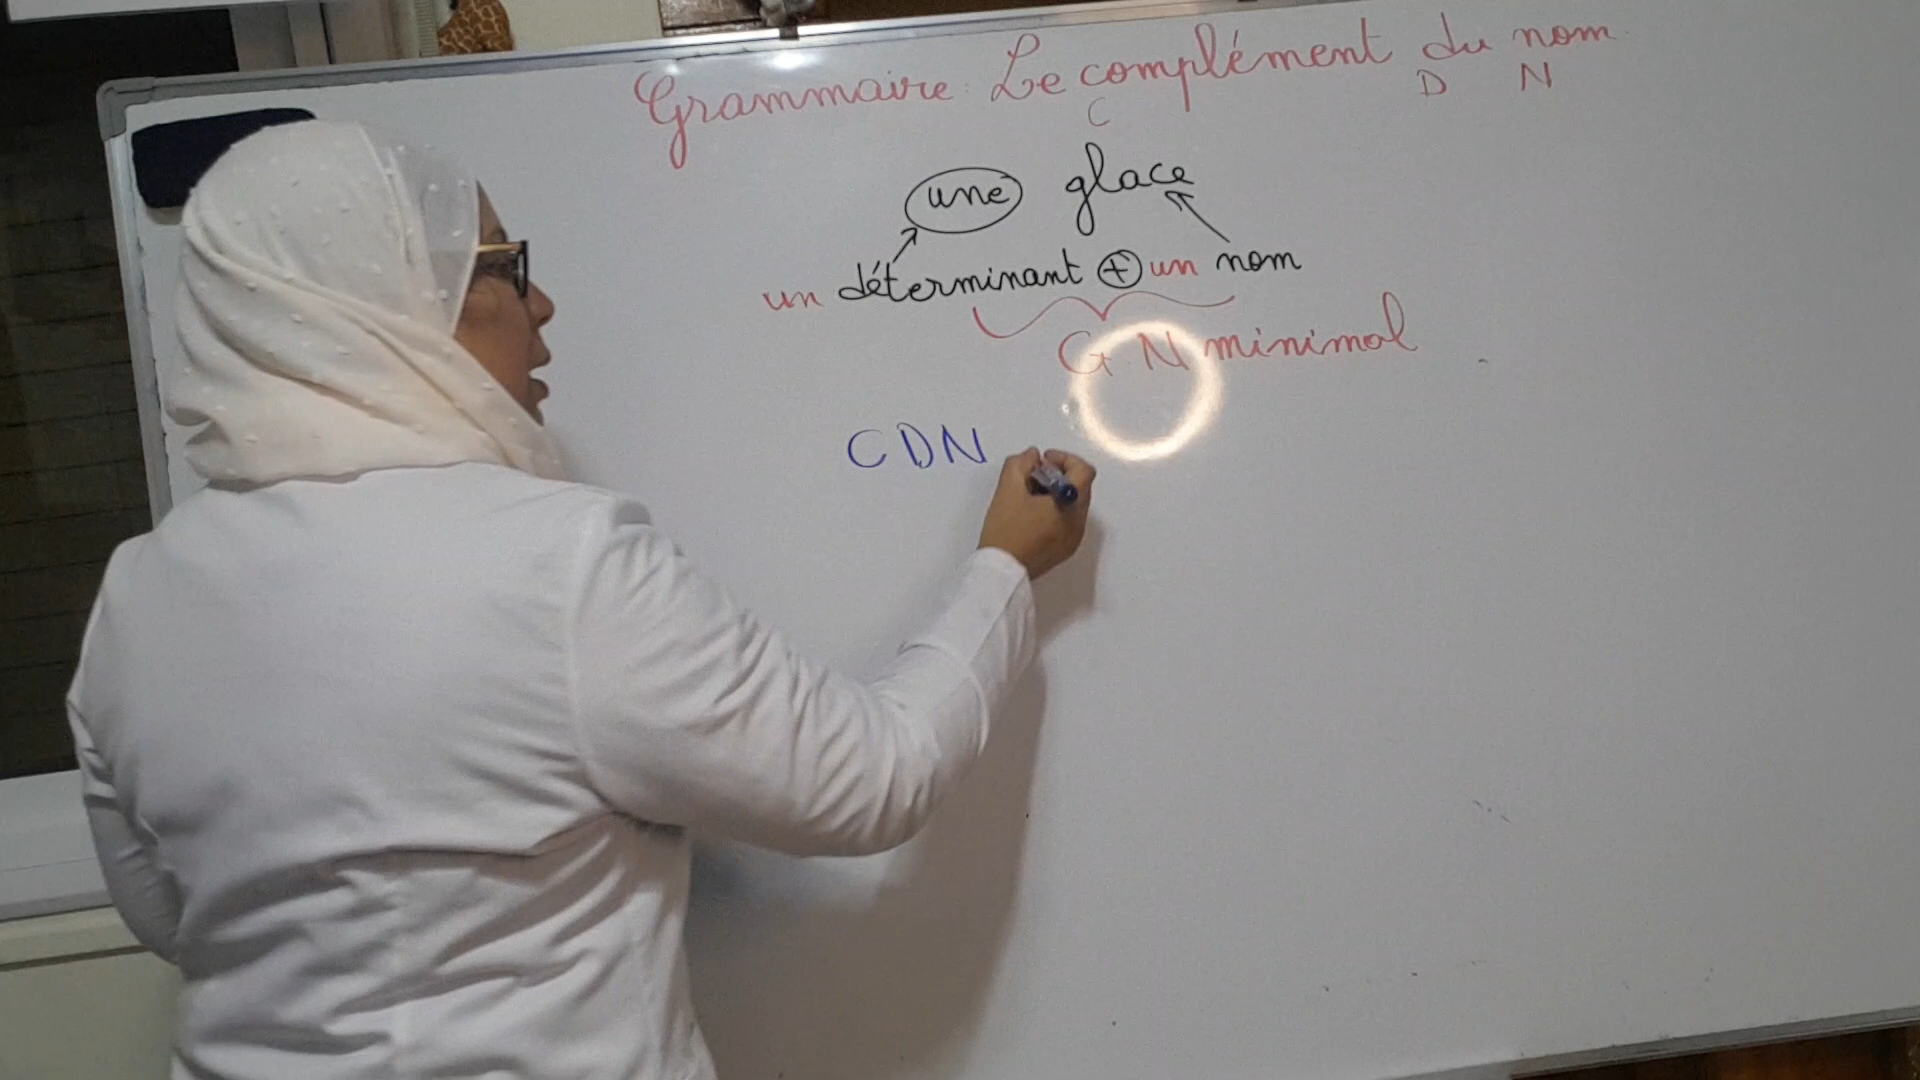 Grammaire : Le complément du nom.
C D N
une glace
un déterminant + un nom
G.N minimal
CDN